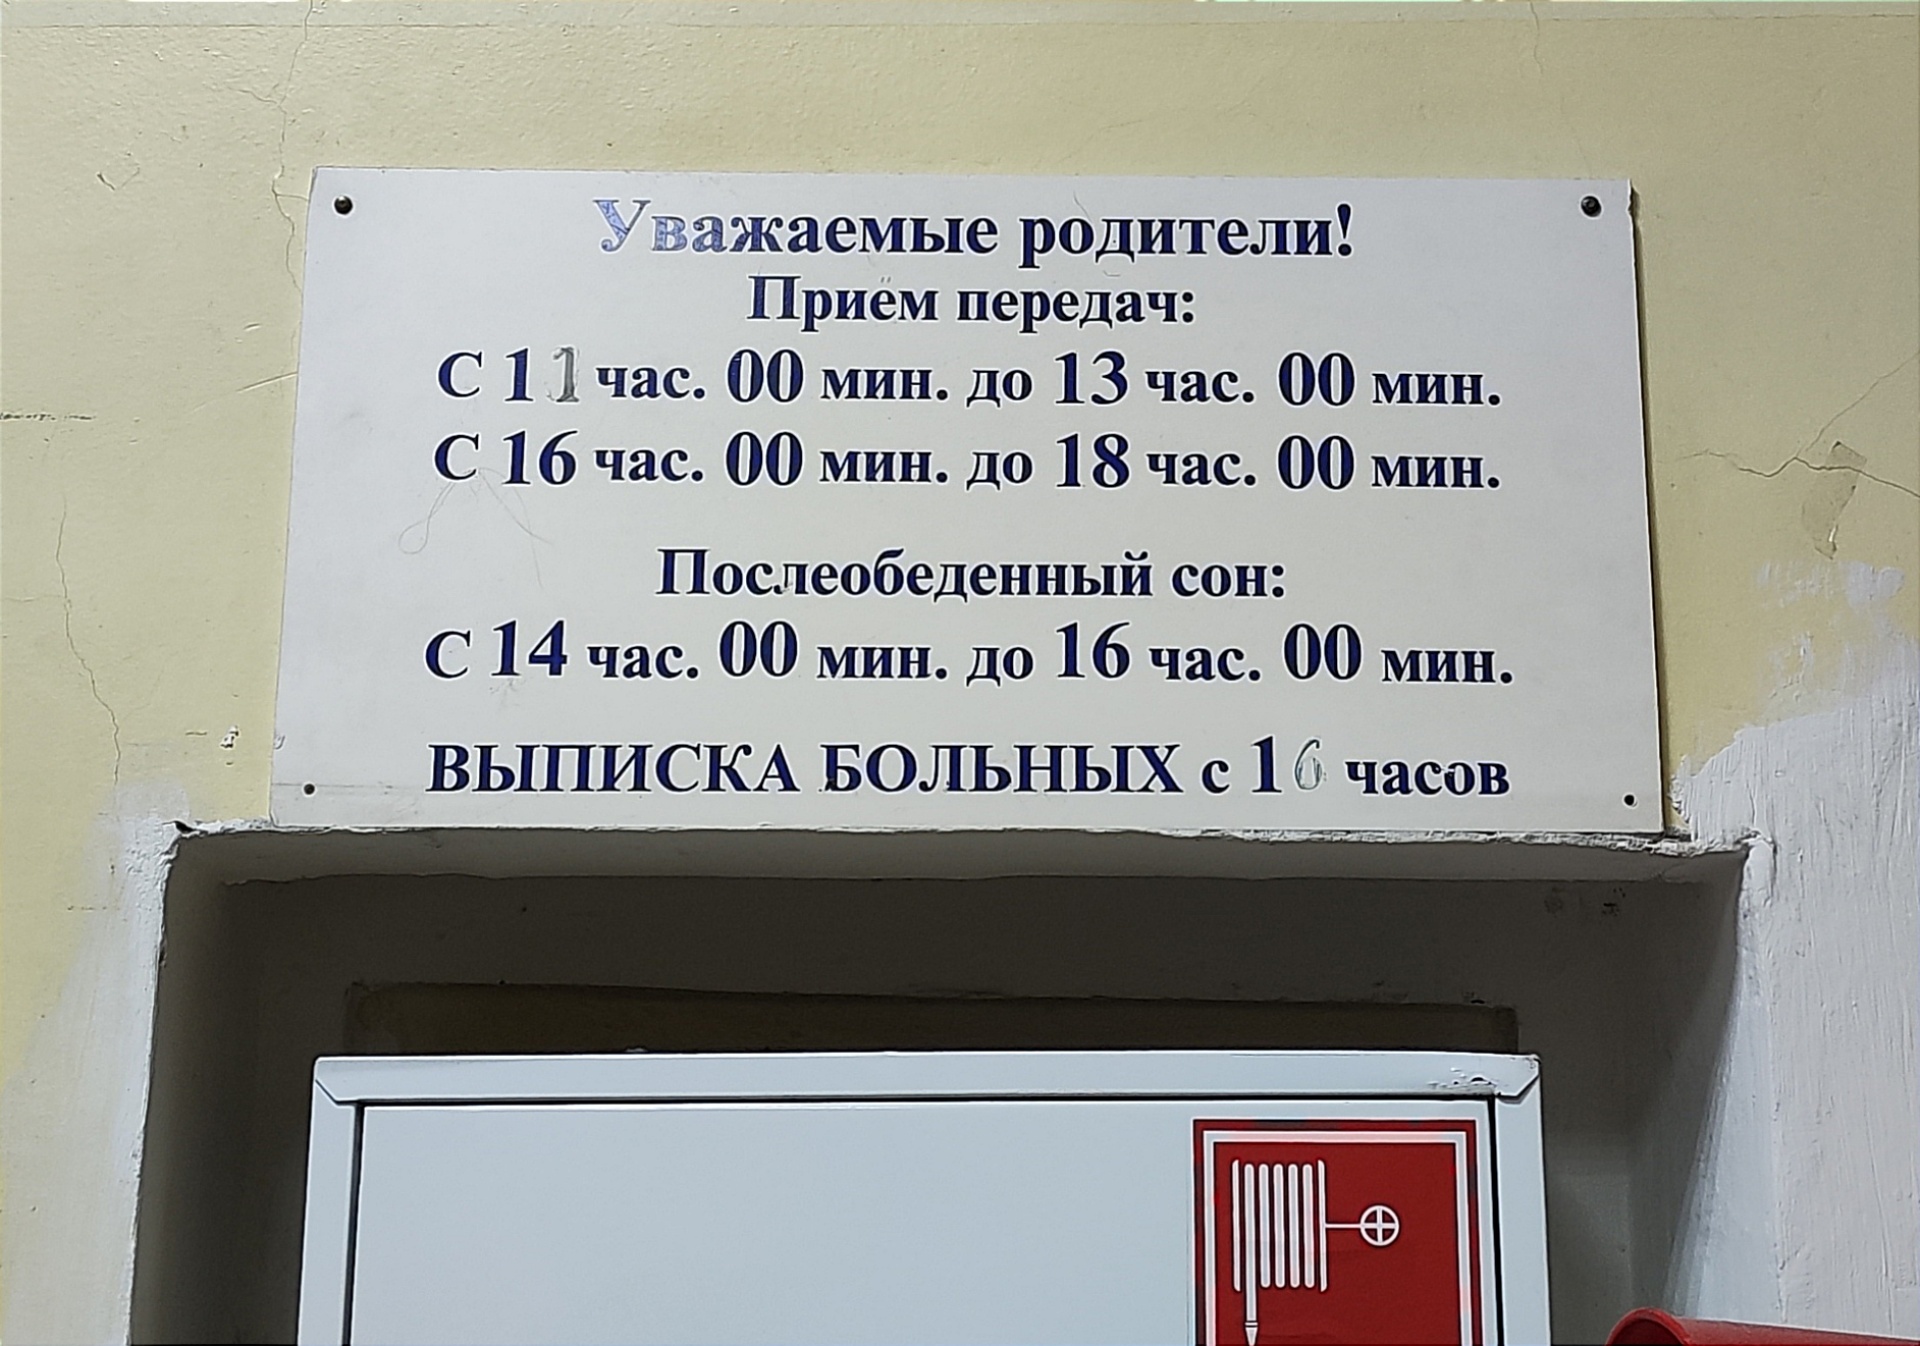 Уважаемые родители!
Приём передач:
С 11 час. 00 мин. до 13 час. 00 мин.
С 16 час. 00 мин. до 18 час. 00 мин.
Послеобеденный сон:
С 14 час. 00 мин. до 16 час. 00 мин.
ВЫПИСКА БОЛЬНЫХ с 16 часов